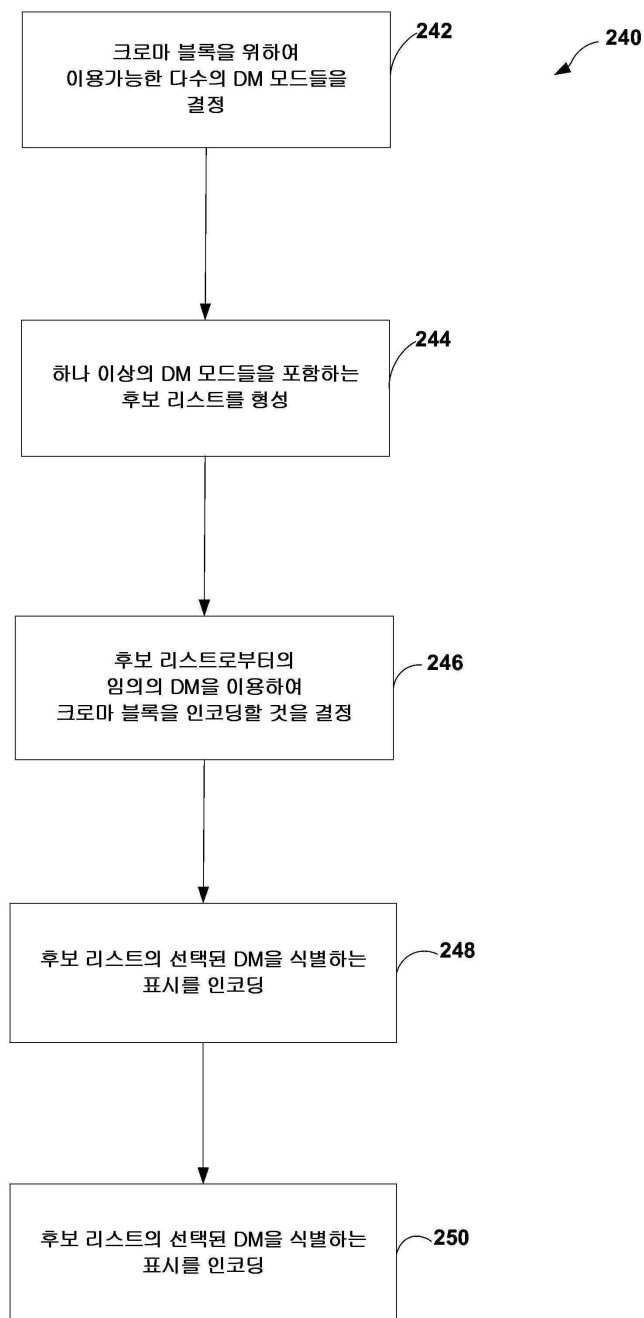 크로마 블록을 위하여
이용가능한 다수의 DM 모드들을
결정
242
240
하나 이상의 DM 모드들을 포함하는
후보 리스트를 형성
244
후보 리스트로부터의
임의의 DM을 이용하여
크로마 블록을 인코딩할 것을 결정
246
후보 리스트의 선택된 DM을 식별하는
표시를 인코딩
248
후보 리스트의 선택된 DM을 식별하는
표시를 인코딩
250